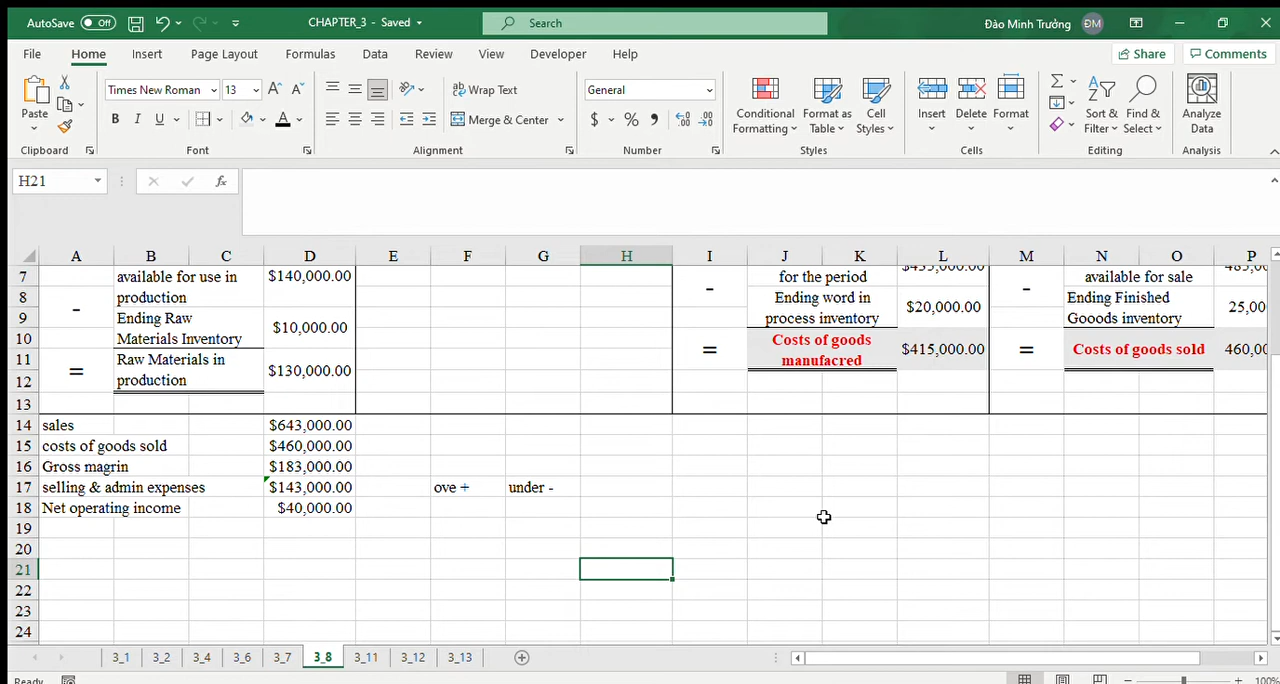 AutoSave Off CHAPTER_3 - Saved Search Đào Minh Trưởng ĐM
File Home Insert Page Layout Formulas Data Review View Developer Help Share Comments
Times New Roman 13 Wrap Text General
Paste B I U Merge & Center $ % Conditional Formatting Format as Table Cell Styles Insert Delete Format Sort & Filter Find & Select Analyze Data
Clipboard Font Alignment Number Styles Cells Editing Analysis
H21 fx
A B C D E F G H I J K L M N O P
7 available for use in $140,000.00 - for the period - available for sale
8 production Ending word in Ending Finished
- $20,000.00 25,00
9 Ending Raw process inventory Gooods inventory
$10,000.00
10 Materials Inventory Costs of goods
= $415,000.00 = Costs of goods sold 460,00
11 Raw Materials in manufacred
= $130,000.00
12 production
13
14 sales $643,000.00
15 costs of goods sold $460,000.00
16 Gross magrin $183,000.00
17 selling & admin expenses $143,000.00 ove + under -
18 Net operating income $40,000.00
19
20
21
22
23
24
3_1 3_2 3_4 3_6 3_7 3_8 3_11 3_12 3_13
Ready 100%